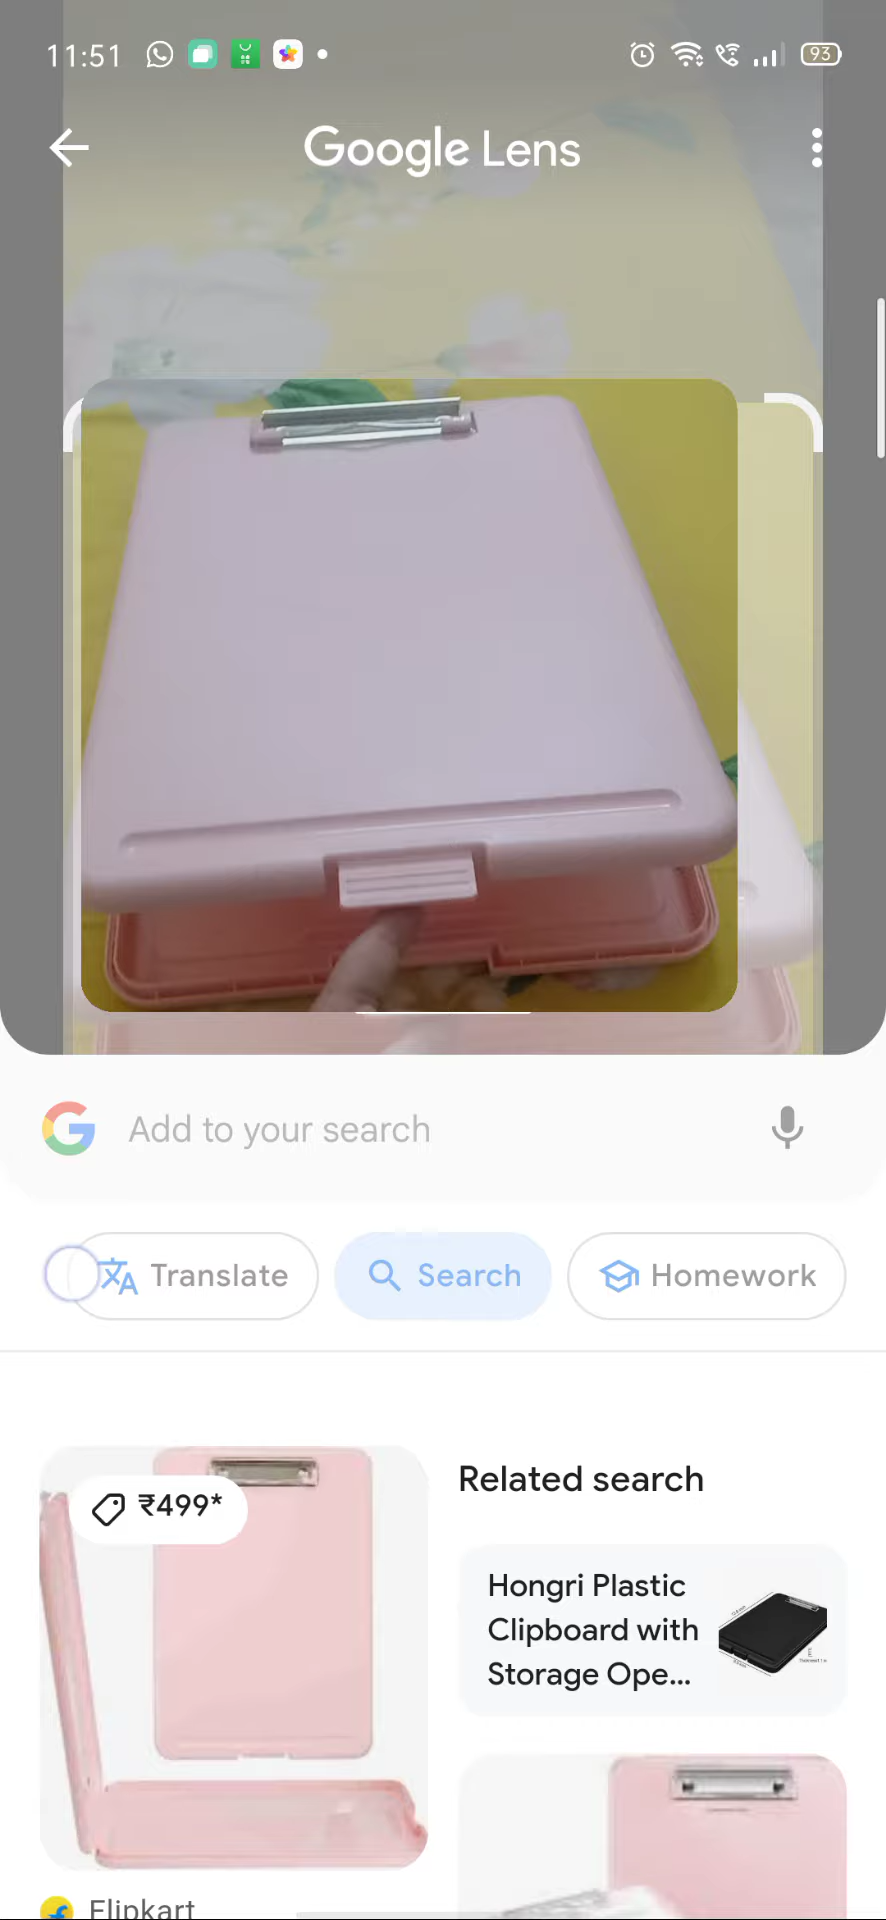 11:51
93
Google Lens
Add to your search
Translate
Search
Homework
₹499*
Related search
Hongri Plastic
Clipboard with
Storage Ope...
Flipkart